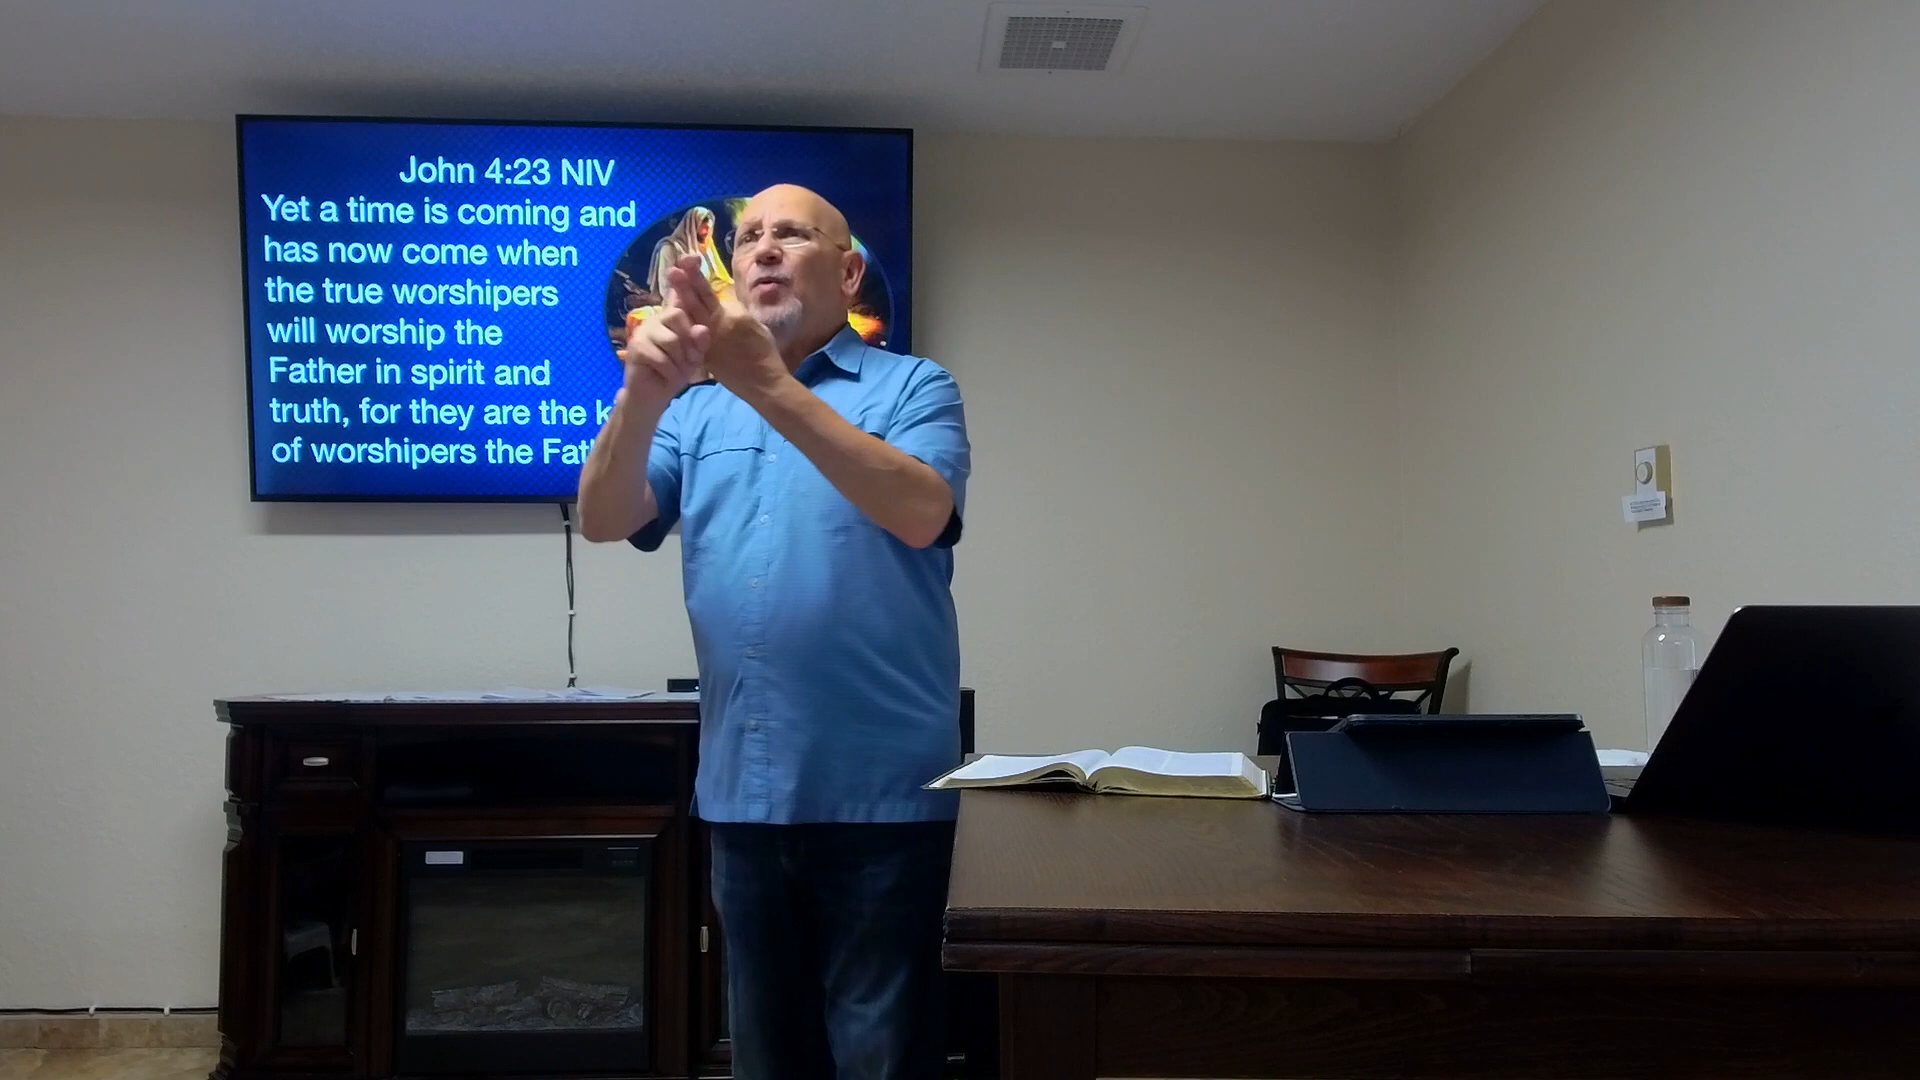 John 4:23 NIV
Yet a time is coming and
has now come when
the true worshipers
will worship the
Father in spirit and
truth, for they are the
of worshipers the